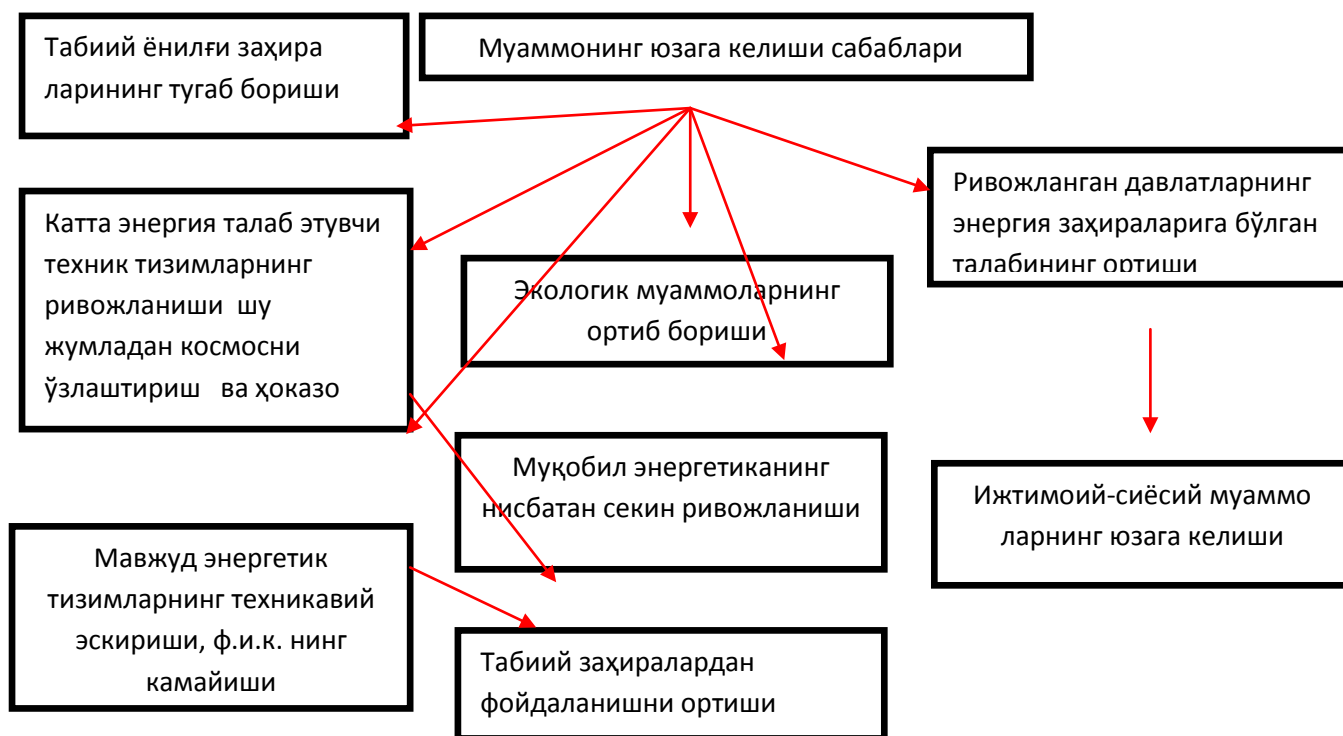 Табиий ёнилғи заҳира
ларининг тугаб бориши
Муаммонинг юзага келиши сабаблари
Ривожланган давлатларнинг
энергия заҳираларига бўлган
талабининг ортиши
Катта энергия талаб этувчи
техник тизимларнинг
ривожланиши шу
жумладан космосни
ўзлаштириш ва ҳоказо
Экологик муаммоларнинг
ортиб бориши
Муқобил энергетиканинг
нисбатан секин ривожланиши
Ижтимоий-сиёсий муаммо
ларнинг юзага келиши
Мавжуд энергетик
тизимларнинг техникавий
эскириши, ф.и.к. нинг
камайиши
Табиий заҳиралардан
фойдаланишни ортиши